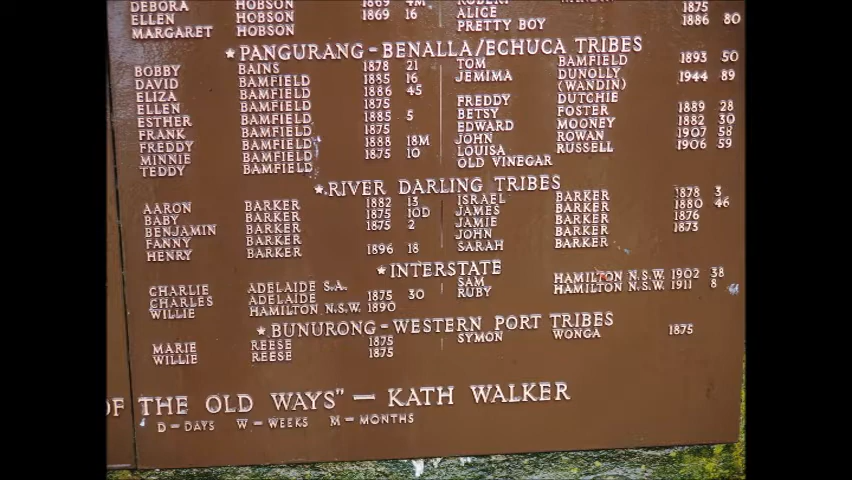 DEBORA HOBSON 1869 4M
ELLEN HOBSON 1869 16
MARGARET HOBSON
ROBERT
ALICE 1875
PRETTY BOY 1886 80
* PANGURANG - BENALLA/ECHUCA TRIBES
BOBBY BAINS 1878 21
DAVID BAMFIELD 1885 16
ELIZA BAMFIELD 1886 45
ELLEN BAMFIELD 1875
ESTHER BAMFIELD 1885 5
FRANK BAMFIELD 1875
FREDDY BAMFIELD 1888 18M
MINNIE BAMFIELD 1875 10
TEDDY BAMFIELD
TOM BAMFIELD 1893 50
JEMIMA DUNOLLY 1944 89
(WANDIN)
FREDDY DUTCHIE
BETSY FOSTER 1889 28
EDWARD MOONEY 1882 30
JOHN ROWAN 1907 58
LOUISA RUSSELL 1906 59
OLD VINEGAR
* RIVER DARLING TRIBES
AARON BARKER 1882 13
BABY BARKER 1875 10D
BENJAMIN BARKER 1875 2
FANNY BARKER
HENRY BARKER 1896 18
ISRAEL BARKER 1878 3
JAMES BARKER 1880 46
JAMIE BARKER 1876
JOHN BARKER 1873
SARAH BARKER
* INTERSTATE
CHARLIE ADELAIDE S.A.
CHARLES ADELAIDE 1875 30
WILLIE HAMILTON N.S.W. 1890
SAM HAMILTON N.S.W. 1902 38
RUBY HAMILTON N.S.W. 1911 8
* BUNURONG - WESTERN PORT TRIBES
MARIE REESE 1875
WILLIE REESE 1875
SYMON WONGA 1875
OF THE OLD WAYS" — KATH WALKER
D = DAYS W = WEEKS M = MONTHS